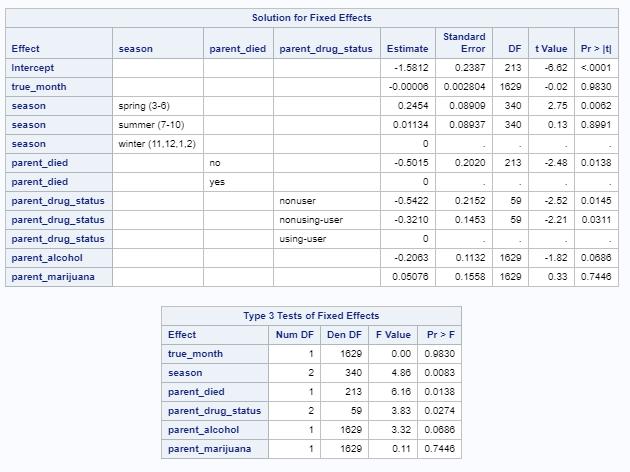 Solution for Fixed Effects
Effect season parent_died parent_drug_status Estimate Standard Error DF t Value Pr > |t|
Intercept -1.5812 0.2387 213 -6.62 <.0001
true_month -0.00006 0.002804 1629 -0.02 0.9830
season spring (3-6) 0.2454 0.08909 340 2.75 0.0062
season summer (7-10) 0.01134 0.08937 340 0.13 0.8991
season winter (11,12,1,2) 0 . . . .
parent_died no -0.5015 0.2020 213 -2.48 0.0138
parent_died yes 0 . . . .
parent_drug_status nonuser -0.5422 0.2152 59 -2.52 0.0145
parent_drug_status nonusing-user -0.3210 0.1453 59 -2.21 0.0311
parent_drug_status using-user 0 . . . .
parent_alcohol -0.2063 0.1132 1629 -1.82 0.0686
parent_marijuana 0.05076 0.1558 1629 0.33 0.7446
Type 3 Tests of Fixed Effects
Effect Num DF Den DF F Value Pr > F
true_month 1 1629 0.00 0.9830
season 2 340 4.86 0.0083
parent_died 1 213 6.16 0.0138
parent_drug_status 2 59 3.83 0.0274
parent_alcohol 1 1629 3.32 0.0686
parent_marijuana 1 1629 0.11 0.7446